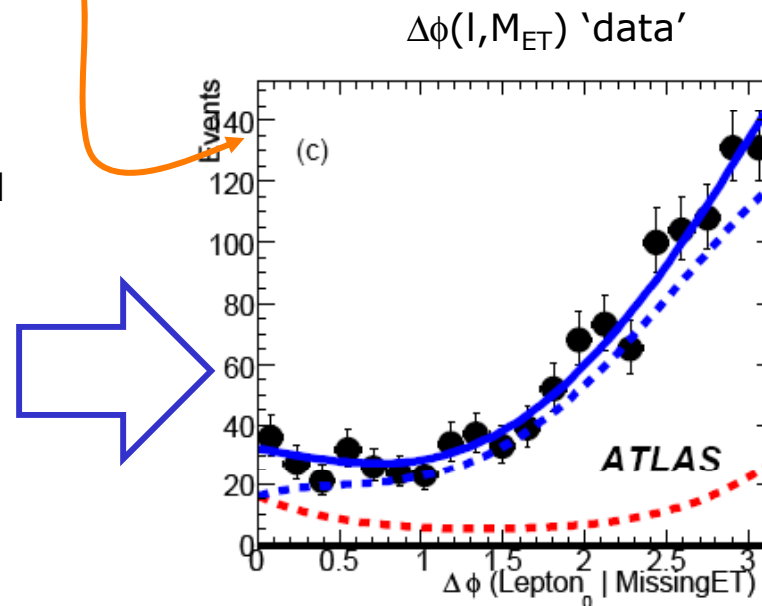 Δϕ(l,M_ET) ‘data’
Events
(c)
140
120
100
80
60
40
20
0
ATLAS
0 0.5 1 1.5 2 2.5 3
Δ ϕ (Lepton_0 | MissingET)